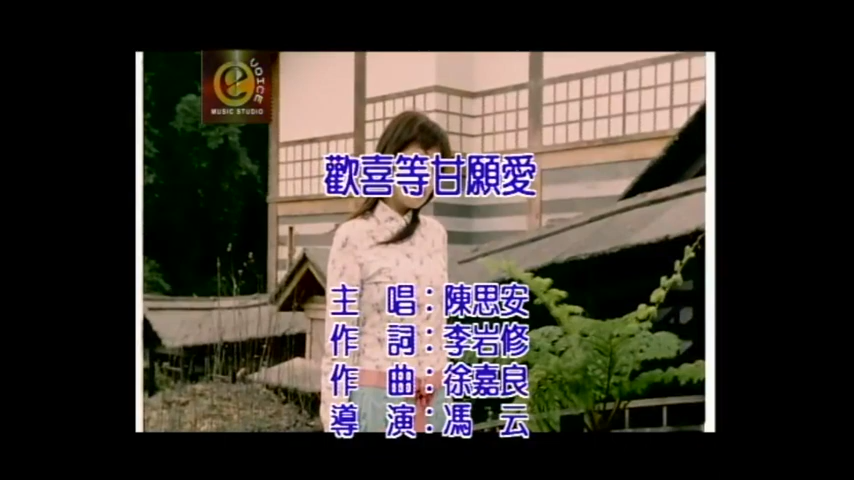 e
VOICE
MUSIC STUDIO
歡喜等甘願愛
主　唱：陳思安
作　詞：李岩修
作　曲：徐嘉良
導　演：馮　云